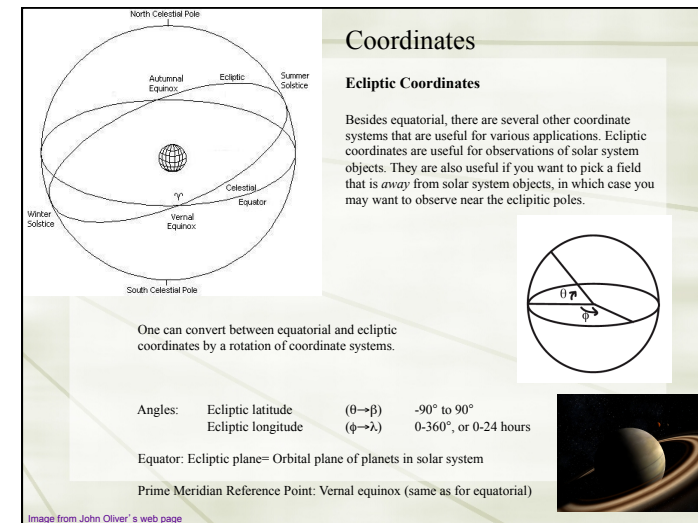 North Celestial Pole
Autumnal
Equinox
Ecliptic
Summer
Solstice
♈
Celestial
Equator
Vernal
Equinox
Winter
Solstice
South Celestial Pole
Coordinates
Ecliptic Coordinates
Besides equatorial, there are several other coordinate
systems that are useful for various applications. Ecliptic
coordinates are useful for observations of solar system
objects. They are also useful if you want to pick a field
that is away from solar system objects, in which case you
may want to observe near the eclipitic poles.
θ
ϕ
One can convert between equatorial and ecliptic
coordinates by a rotation of coordinate systems.
Angles: Ecliptic latitude (θ→β) -90° to 90°
Ecliptic longitude (ϕ→λ) 0-360°, or 0-24 hours
Equator: Ecliptic plane= Orbital plane of planets in solar system
Prime Meridian Reference Point: Vernal equinox (same as for equatorial)
Image from John Oliver's web page